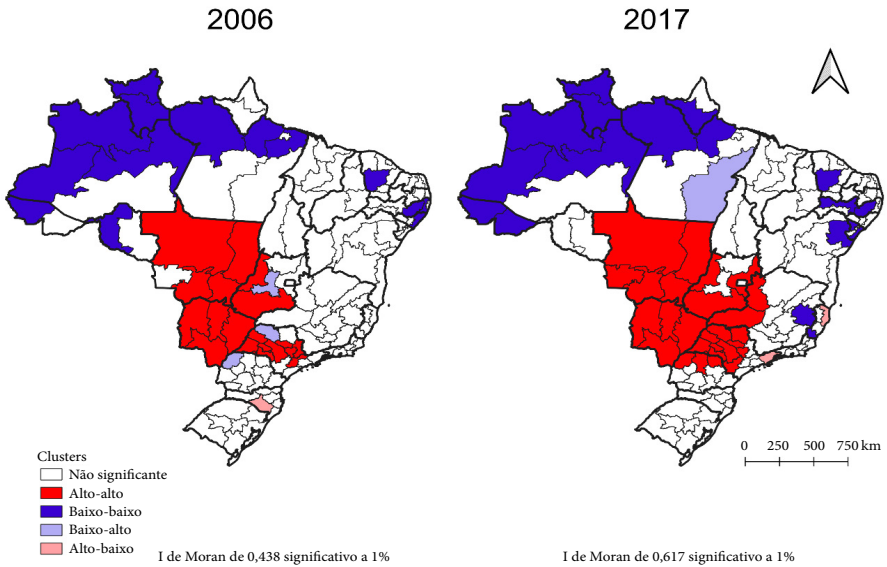 2006
2017
Clusters
Não significante
Alto-alto
Baixo-baixo
Baixo-alto
Alto-baixo
0 250 500 750 km
I de Moran de 0,438 significativo a 1%
I de Moran de 0,617 significativo a 1%